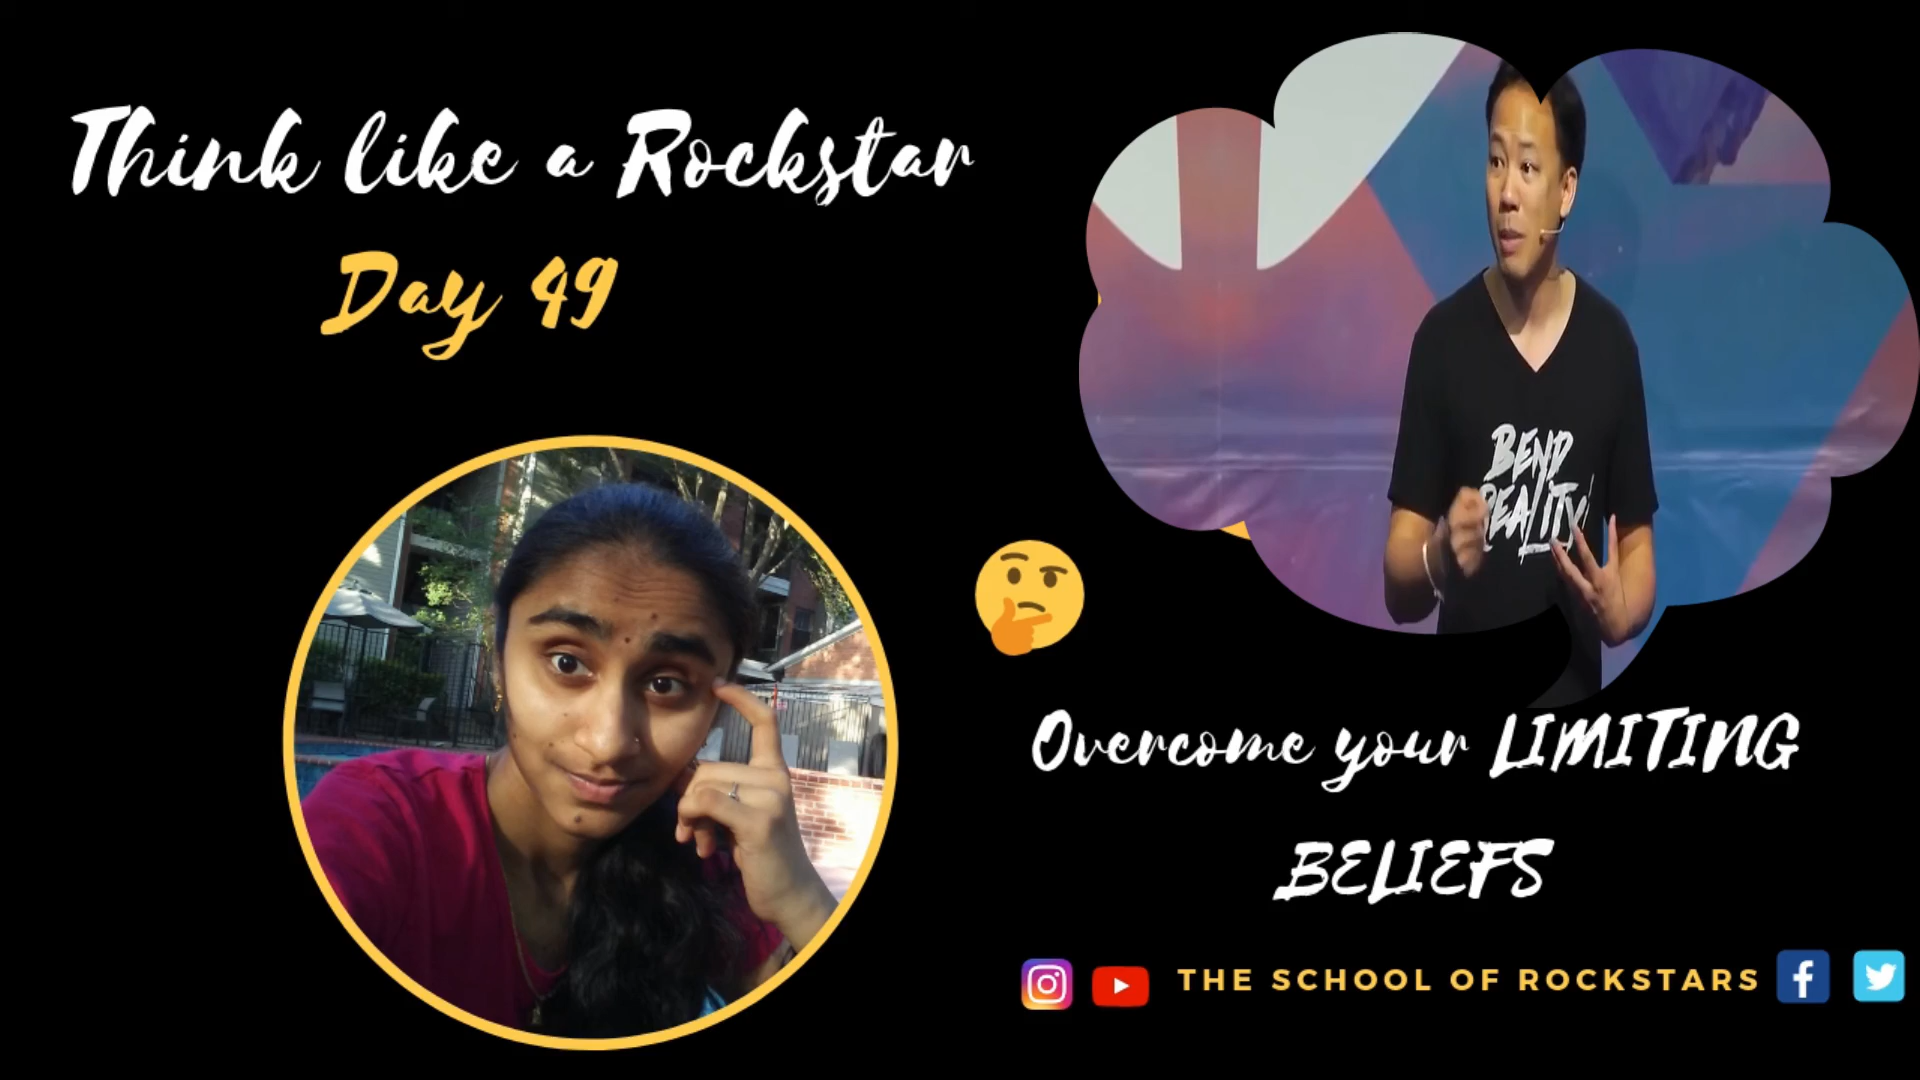 Think like a Rockstar
Day 49
BEND
REALITY
Overcome your LIMITING
BELIEFS
THE SCHOOL OF ROCKSTARS